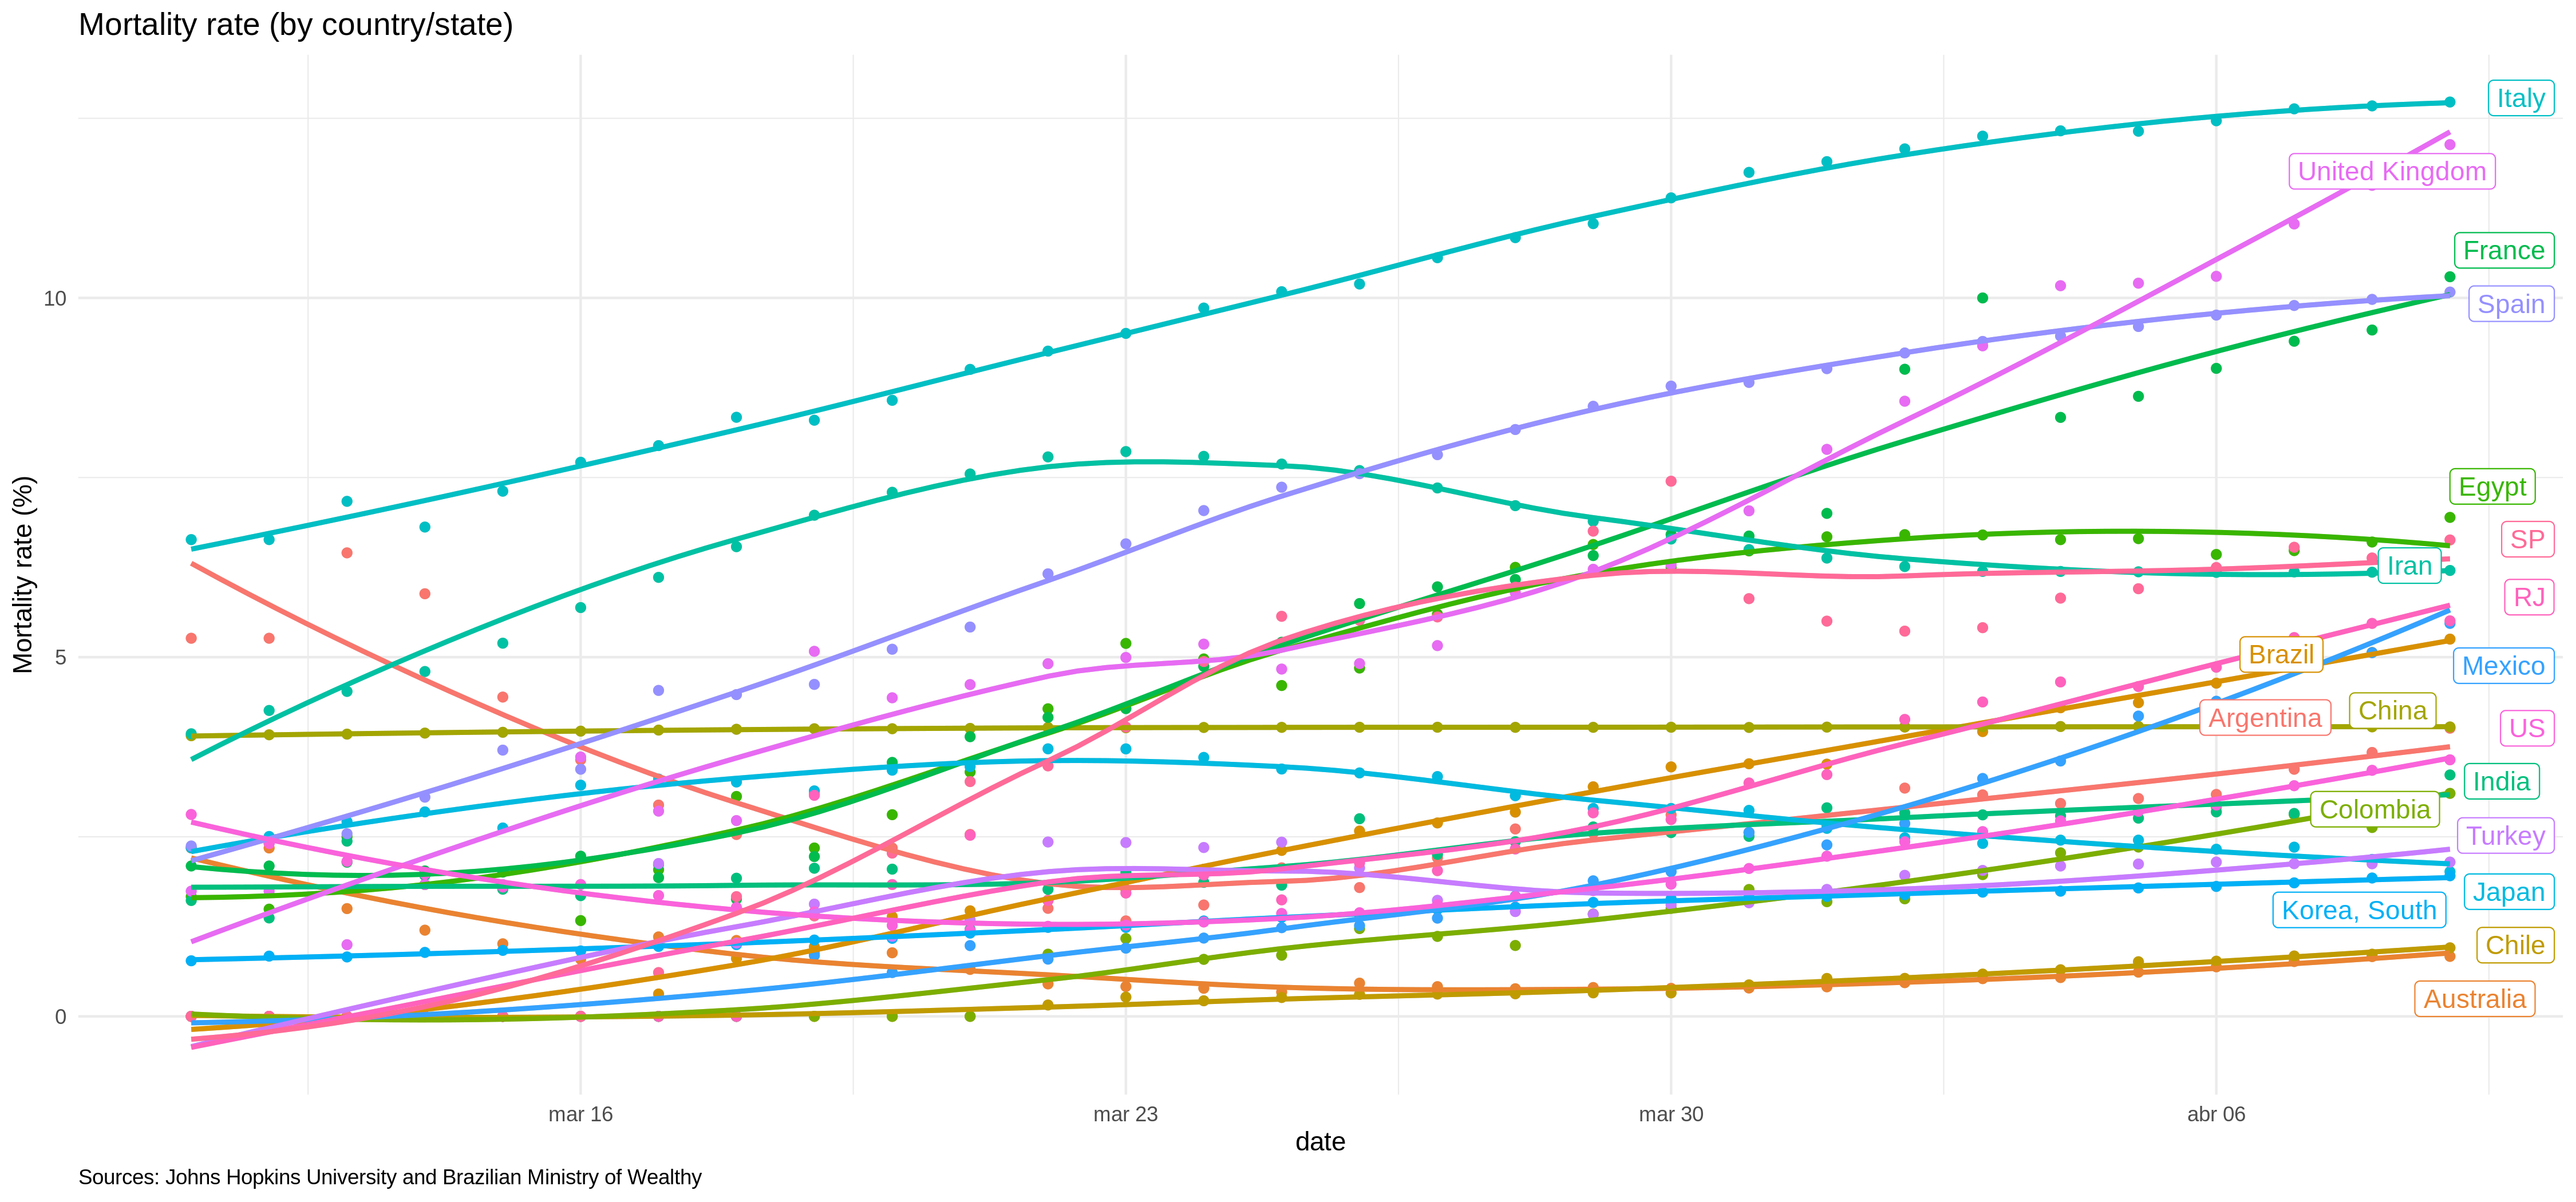 Mortality rate (by country/state)
Mortality rate (%)
10
5
0
Italy
United Kingdom
France
Spain
Egypt
SP
Iran
RJ
Brazil
Mexico
China
Argentina
US
India
Colombia
Turkey
Japan
Korea, South
Chile
Australia
mar 16
mar 23
mar 30
abr 06
date
Sources: Johns Hopkins University and Brazilian Ministry of Wealthy